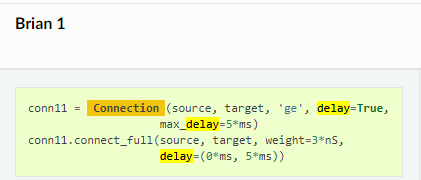 Brian 1
conn11 = Connection(source, target, 'ge', delay=True,
max_delay=5*ms)
conn11.connect_full(source, target, weight=3*nS,
delay=(0*ms, 5*ms))